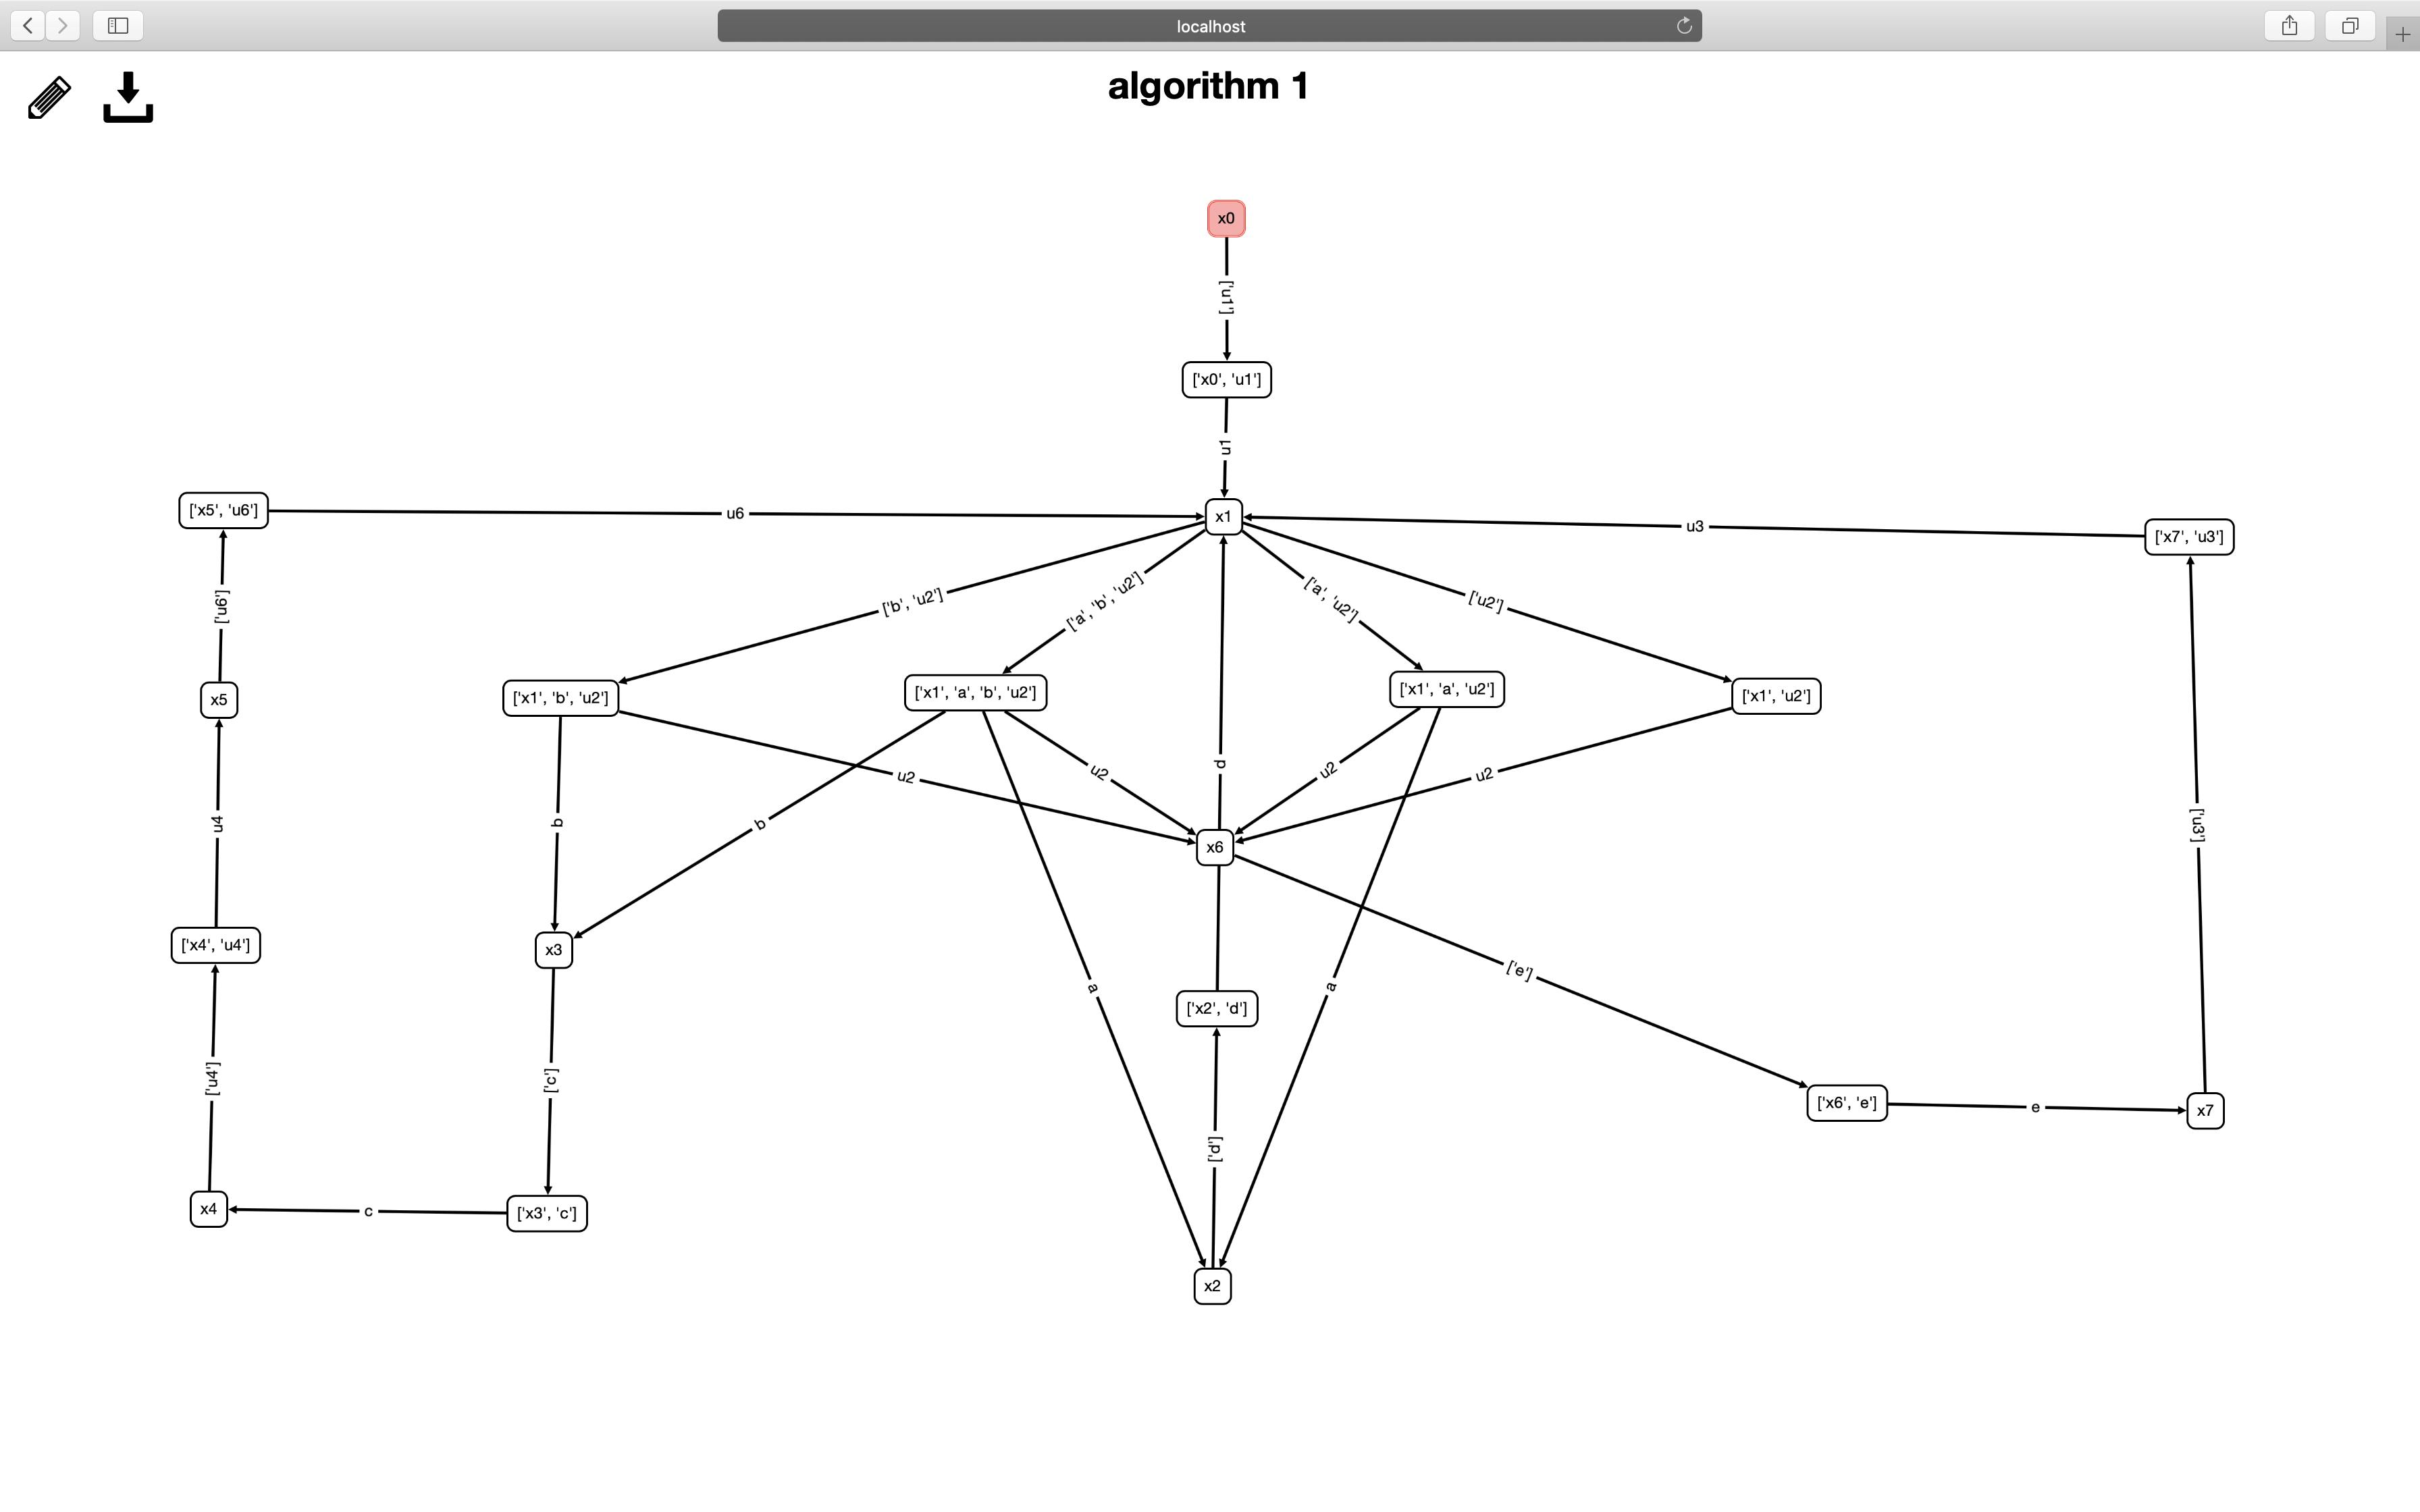 localhost
algorithm 1
x0
['u1']
['x0', 'u1']
u1
['x5', 'u6']
u6
x1
u3
['x7', 'u3']
['u6']
['b', 'u2']
['a', 'b', 'u2']
['a', 'u2']
['u2']
x5
['x1', 'b', 'u2']
['x1', 'a', 'b', 'u2']
['x1', 'a', 'u2']
['x1', 'u2']
u4
b
b
u2
u2
d
u2
u2
['u3']
x6
['x4', 'u4']
x3
a
a
['e']
['x2', 'd']
['u4']
['c']
['d']
['x6', 'e']
e
x7
x4
c
['x3', 'c']
x2